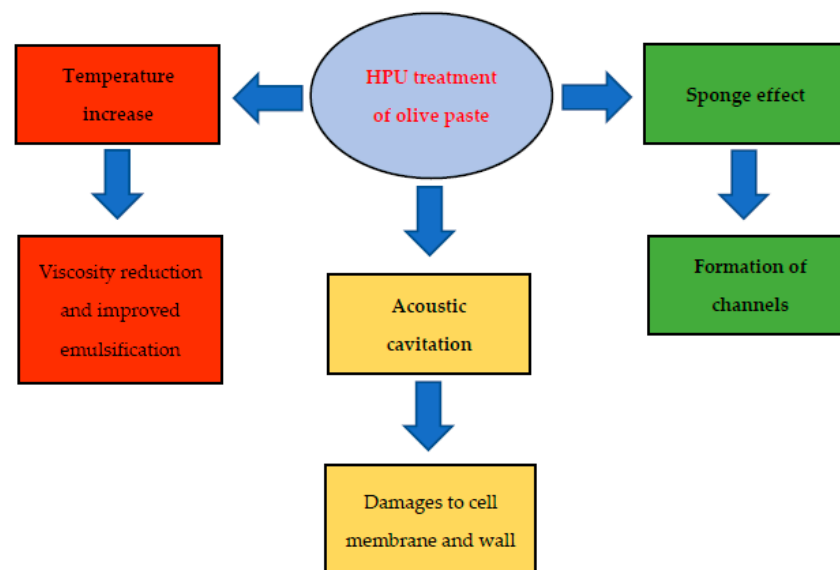 HPU treatment
of olive paste
Temperature
increase
Viscosity reduction
and improved
emulsification
Acoustic
cavitation
Damages to cell
membrane and wall
Sponge effect
Formation of
channels